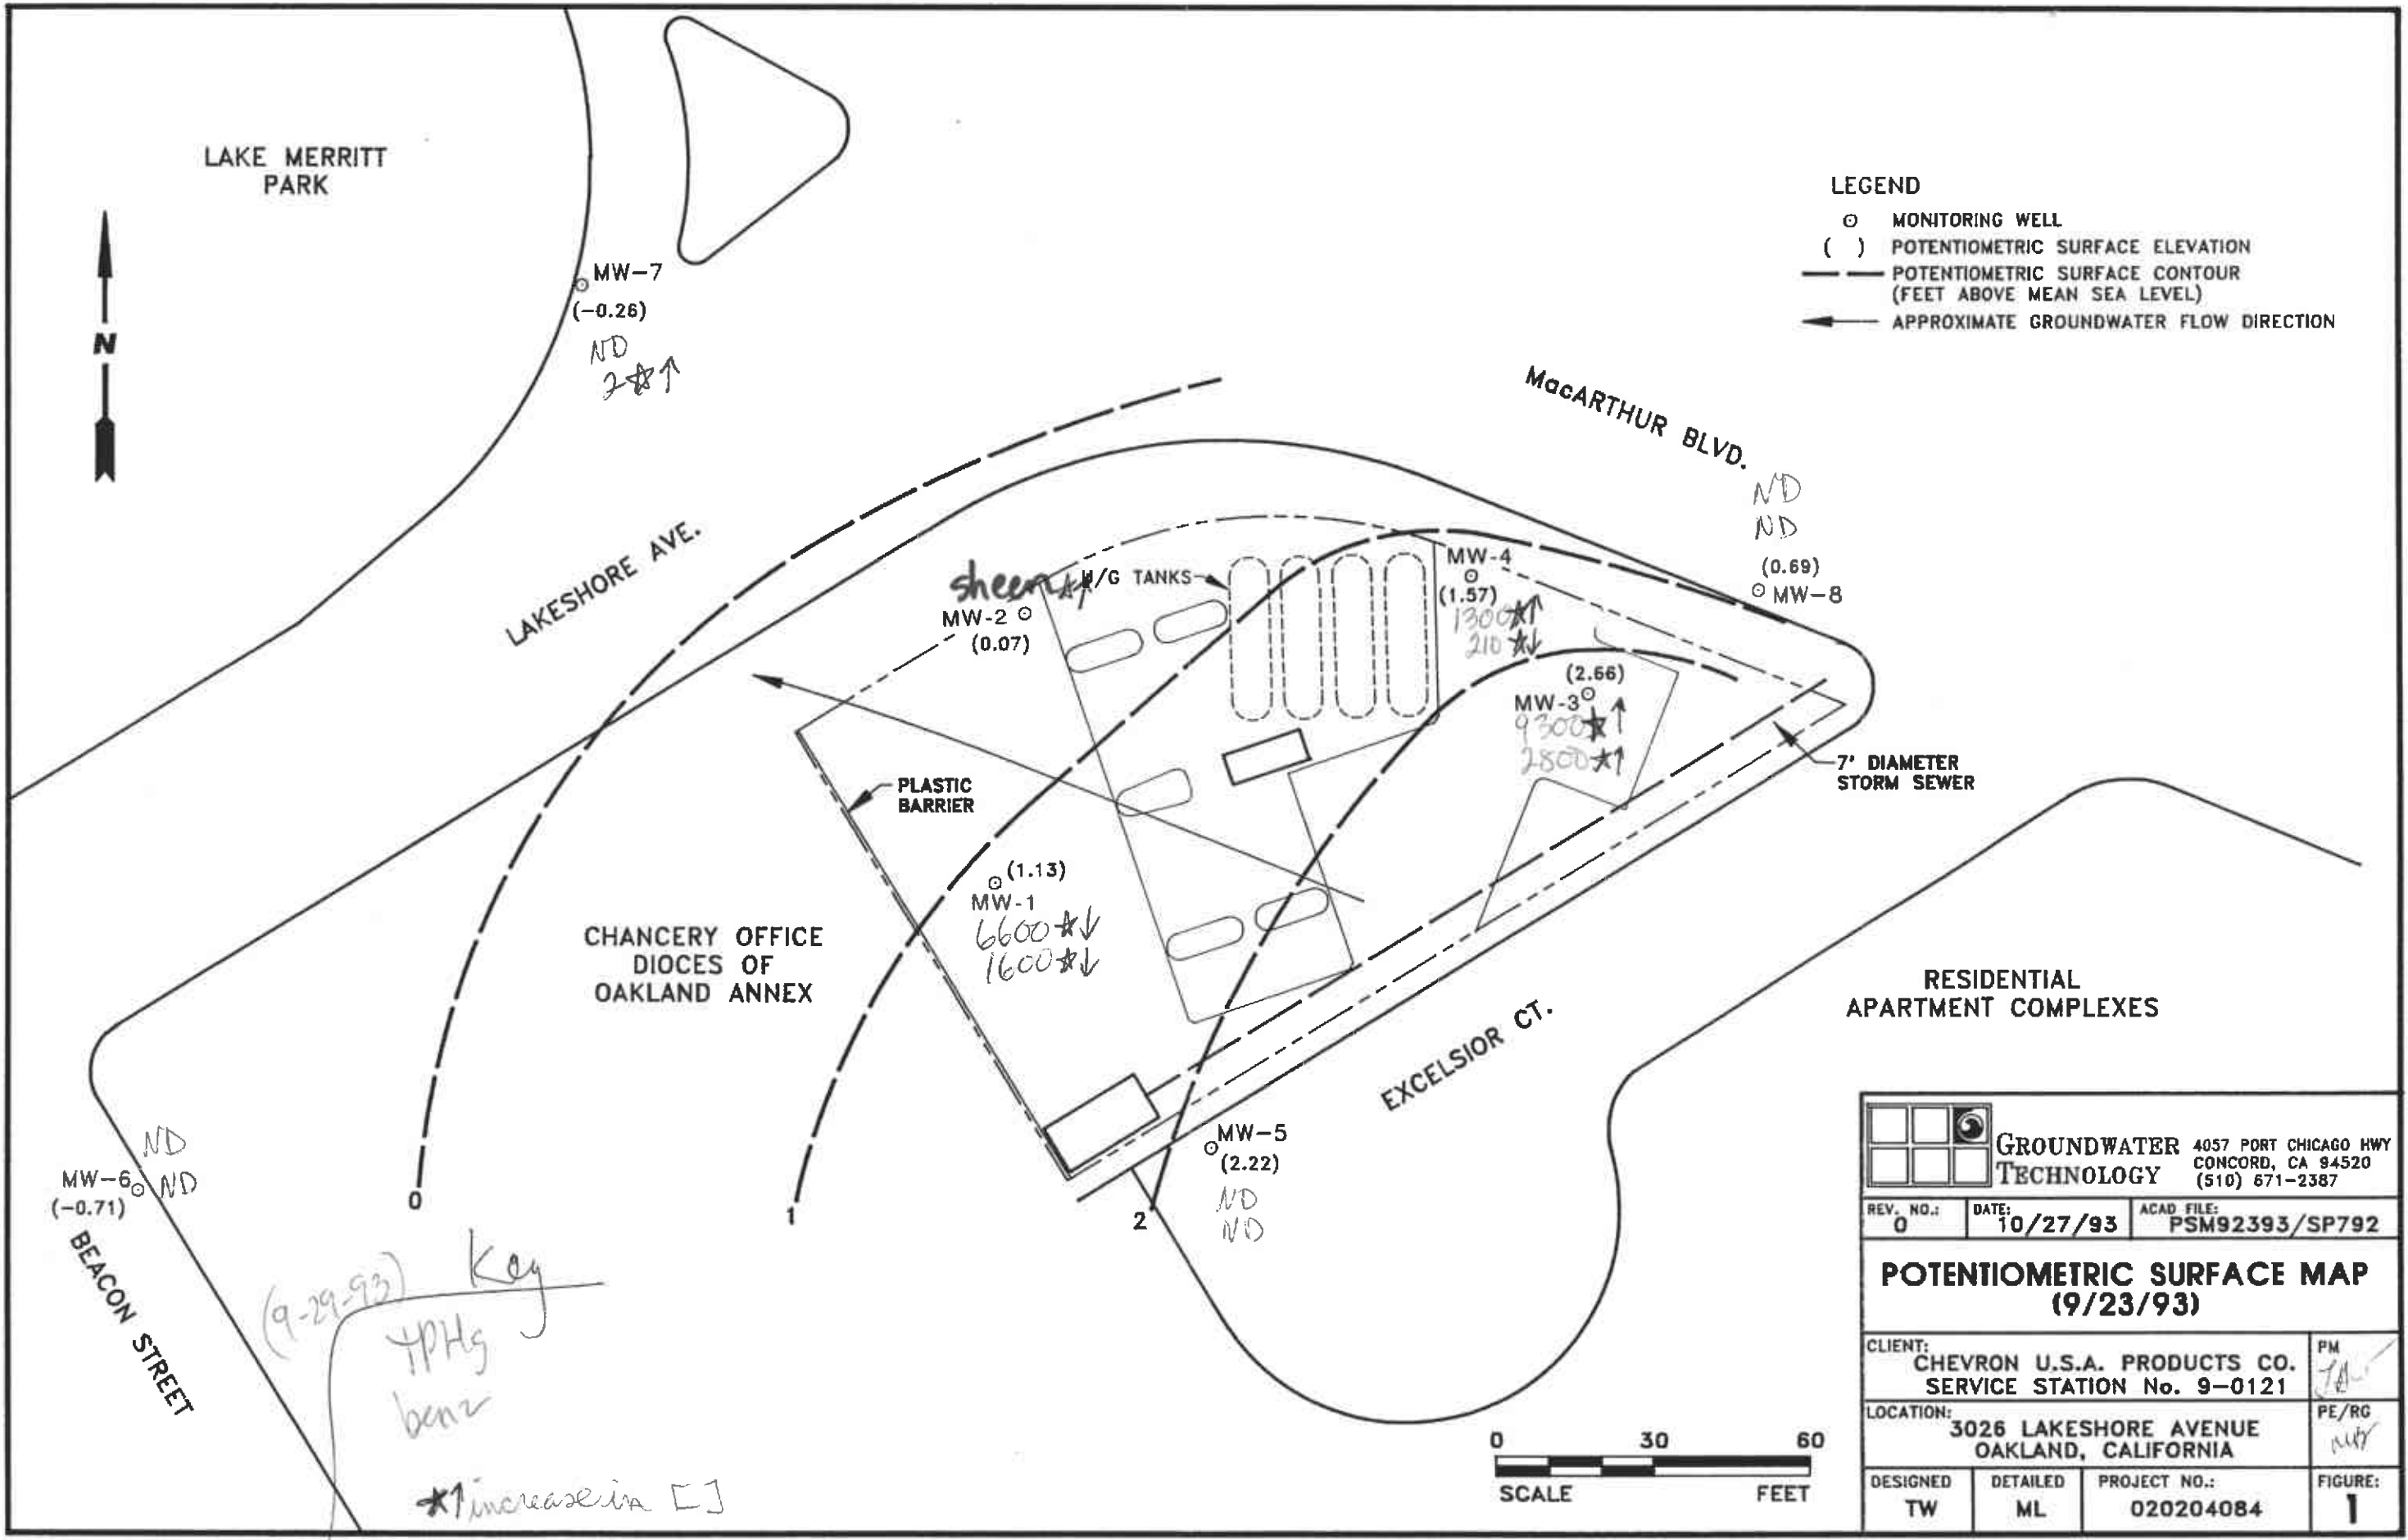 LAKE MERRITT
PARK
N
MW-7
(-0.26)
ND
2☆↑
LEGEND
⊙ MONITORING WELL
( ) POTENTIOMETRIC SURFACE ELEVATION
POTENTIOMETRIC SURFACE CONTOUR
(FEET ABOVE MEAN SEA LEVEL)
APPROXIMATE GROUNDWATER FLOW DIRECTION
MacARTHUR BLVD.
ND
ND
(0.69)
MW-8
LAKESHORE AVE.
sheen ☆↑
/G TANKS
MW-2
(0.07)
MW-4
(1.57)
1300☆↑
210☆↓
(2.66)
MW-3
9300★↑
2800★↑
7' DIAMETER
STORM SEWER
PLASTIC
BARRIER
(1.13)
MW-1
6600☆↓
1600☆↓
CHANCERY OFFICE
DIOCES OF
OAKLAND ANNEX
RESIDENTIAL
APARTMENT COMPLEXES
EXCELSIOR CT.
MW-5
(2.22)
ND
ND
ND
MW-6 ND
(-0.71)
0
1
2
BEACON STREET
(9-29-93) Key
TPHg
benz
★↑ increase in [ ]
0 30 60
SCALE FEET
GROUNDWATER
TECHNOLOGY
4057 PORT CHICAGO HWY
CONCORD, CA 94520
(510) 671-2387
REV. NO.: 0
DATE: 10/27/93
ACAD FILE: PSM92393/SP792
POTENTIOMETRIC SURFACE MAP
(9/23/93)
CLIENT:
CHEVRON U.S.A. PRODUCTS CO.
SERVICE STATION No. 9-0121
PM
LOCATION:
3026 LAKESHORE AVENUE
OAKLAND, CALIFORNIA
PE/RG
DESIGNED
TW
DETAILED
ML
PROJECT NO.:
020204084
FIGURE:
1